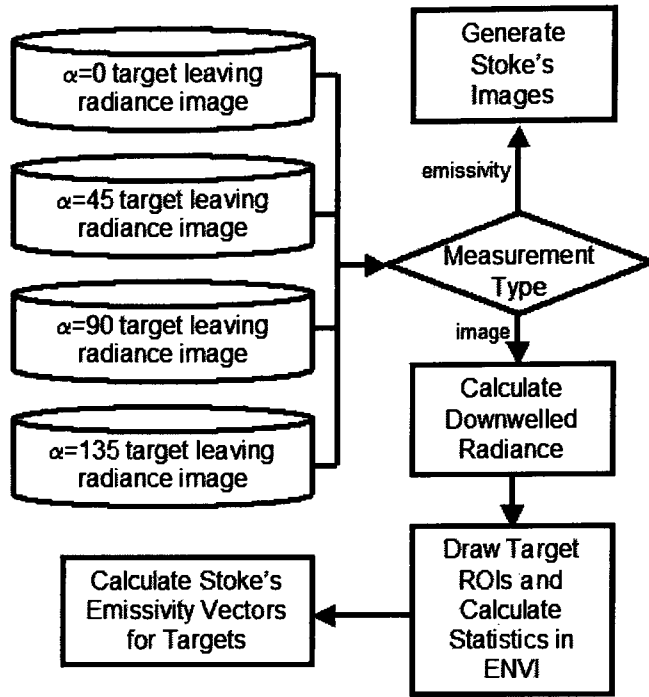 α=0 target leaving
radiance image
α=45 target leaving
radiance image
α=90 target leaving
radiance image
α=135 target leaving
radiance image
Generate
Stoke's
Images
emissivity
Measurement
Type
image
Calculate
Downwelled
Radiance
Draw Target
ROIs and
Calculate
Statistics in
ENVI
Calculate Stoke's
Emissivity Vectors
for Targets